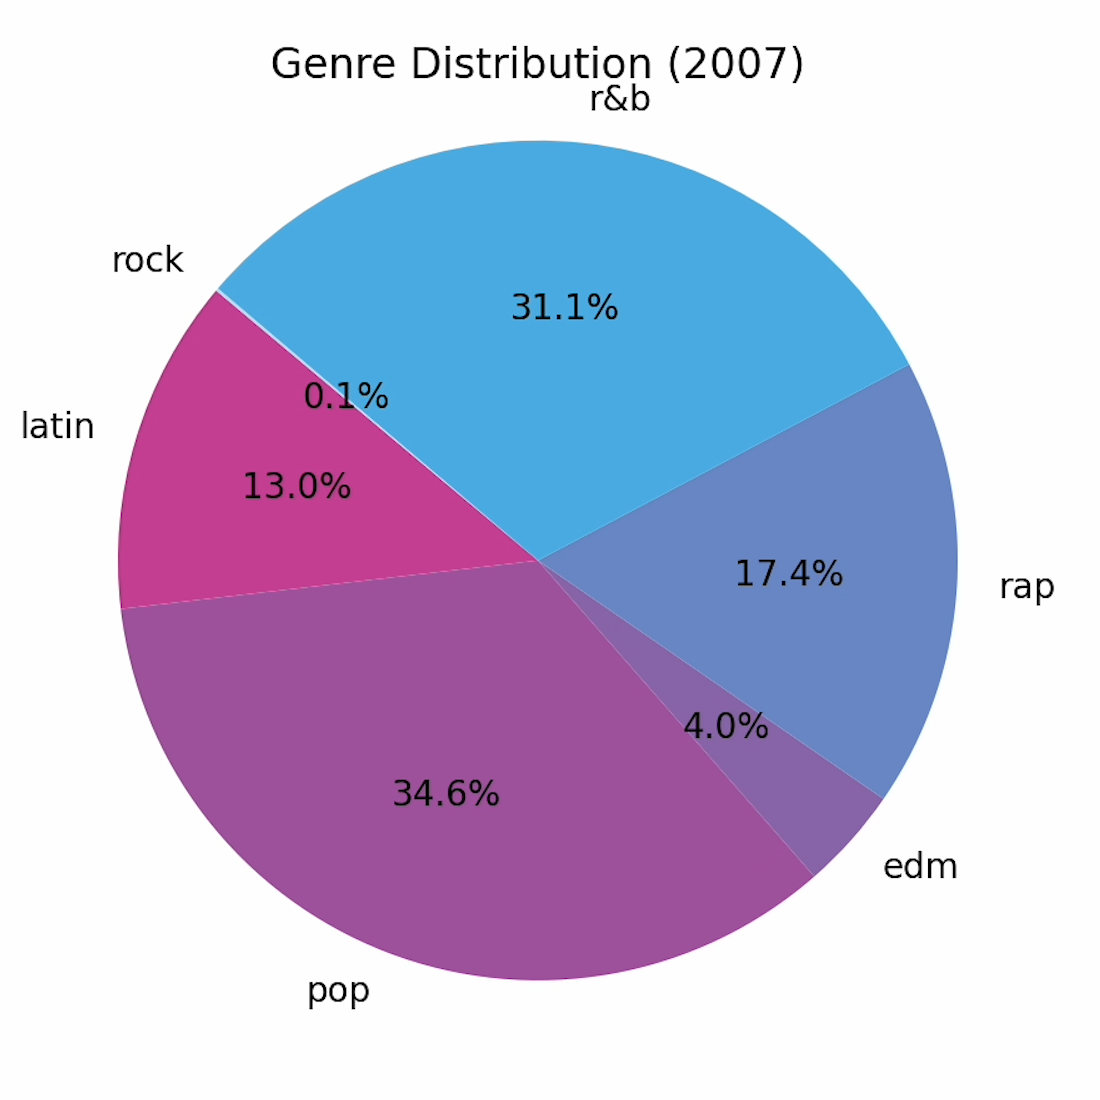 Genre Distribution (2007)
r&b
rock
31.1%
0.1%
latin
13.0%
17.4%
rap
4.0%
34.6%
edm
pop